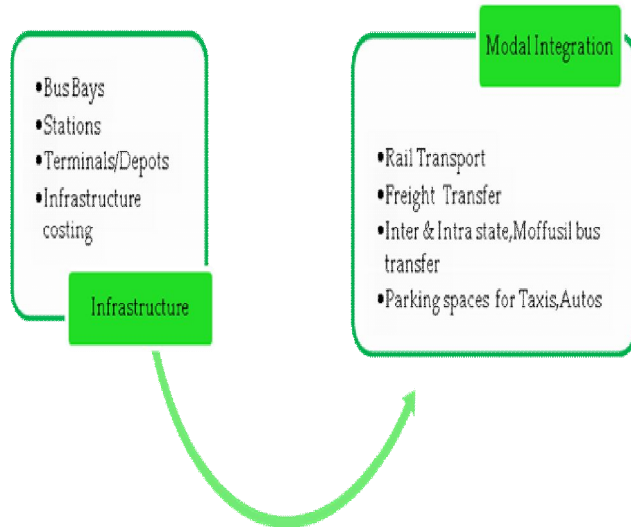 •Bus Bays
•Stations
•Terminals/Depots
•Infrastructure
costing
Infrastructure
Modal Integration
•Rail Transport
•Freight Transfer
•Inter & Intra state,Moffusil bus
transfer
•Parking spaces for Taxis,Autos